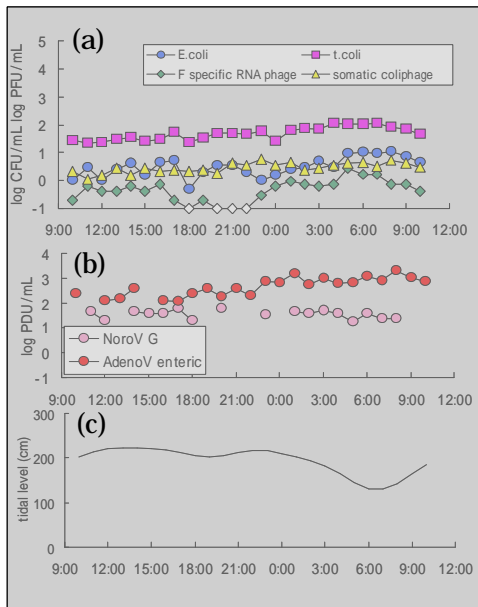 (a)
E.coli
t.coli
F specific RNA phage
somatic coliphage
log CFU/mL log PFU/mL
5
4
3
2
1
0
-1
9:00 12:00 15:00 18:00 21:00 0:00 3:00 6:00 9:00 12:00
(b)
log PDU/mL
4
3
2
1
0
-1
NoroV G
AdenoV enteric
9:00 12:00 15:00 18:00 21:00 0:00 3:00 6:00 9:00 12:00
(c)
tidal level (cm)
300
200
100
0
9:00 12:00 15:00 18:00 21:00 0:00 3:00 6:00 9:00 12:00